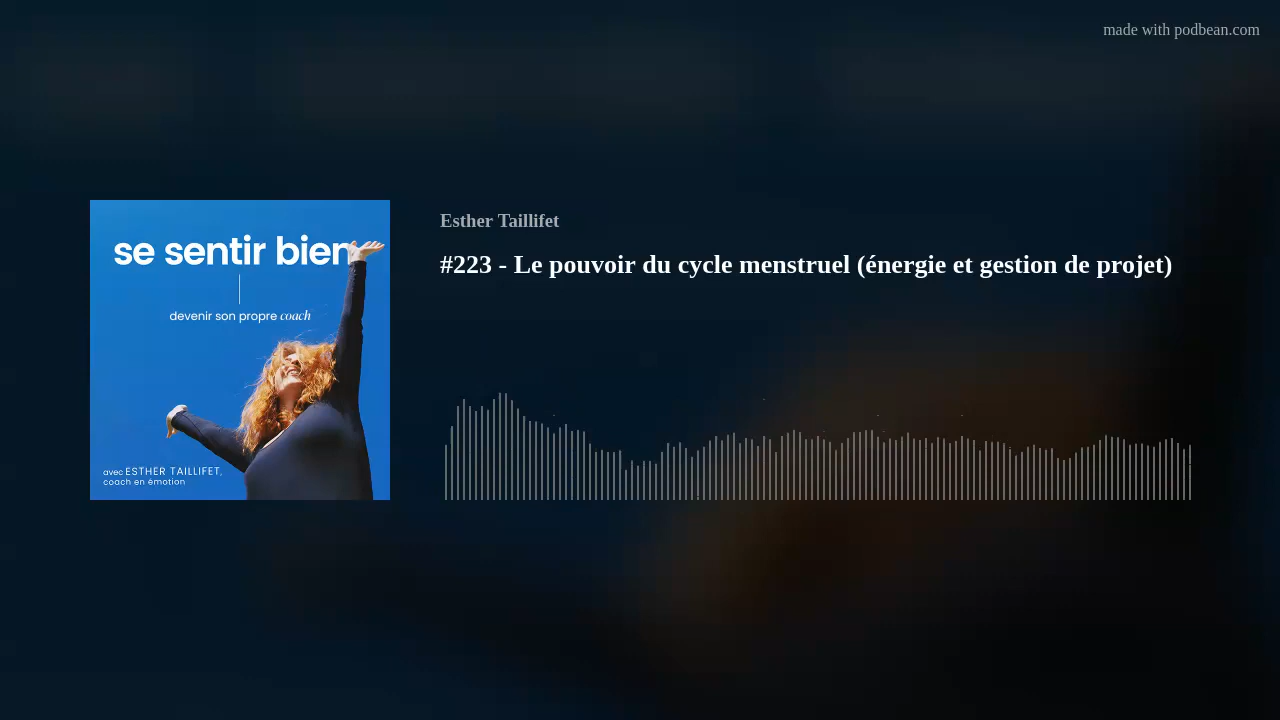 made with podbean.com
se sentir bien
devenir son propre coach
avec ESTHER TAILLIFET,
coach en émotion
Esther Taillifet
#223 - Le pouvoir du cycle menstruel (énergie et gestion de projet)